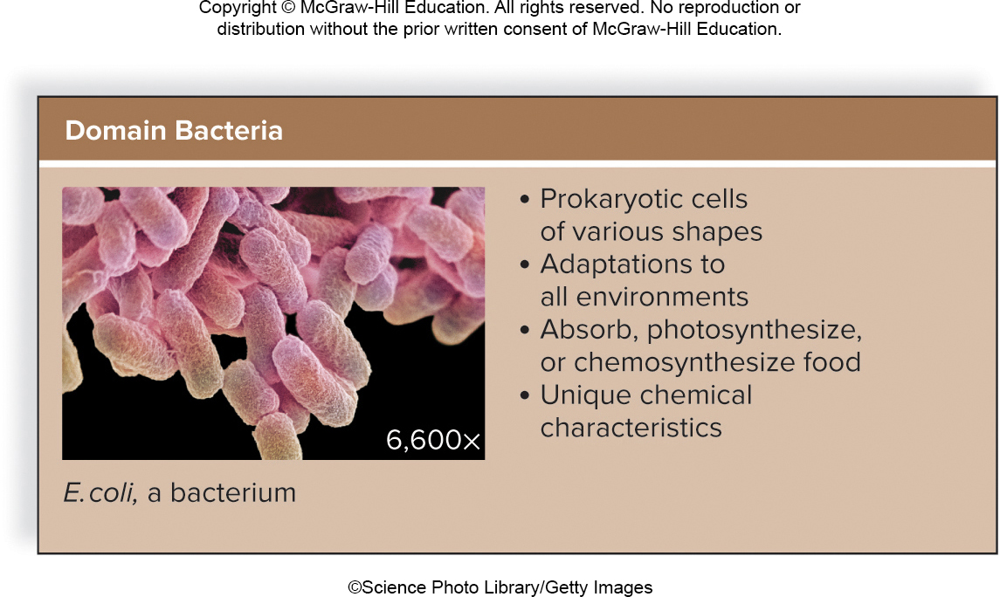 Copyright © McGraw-Hill Education. All rights reserved. No reproduction or
distribution without the prior written consent of McGraw-Hill Education.
Domain Bacteria
• Prokaryotic cells
of various shapes
• Adaptations to
all environments
• Absorb, photosynthesize,
or chemosynthesize food
• Unique chemical
characteristics
6,600×
E. coli, a bacterium
©Science Photo Library/Getty Images